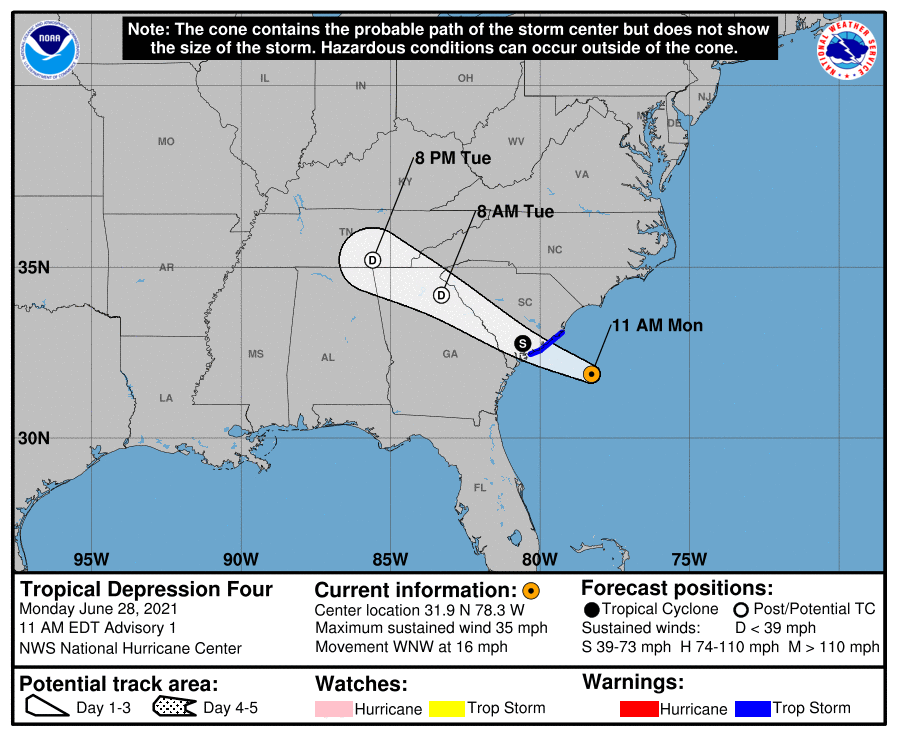 Note: The cone contains the probable path of the storm center but does not show
the size of the storm. Hazardous conditions can occur outside of the cone.
NOAA
NATIONAL WEATHER SERVICE
IL
IN
OH
NJ
MD
DE
MO
WV
8 PM Tue
KY
VA
8 AM Tue
TN
NC
35N
AR
D
D
SC
11 AM Mon
S
MS
AL
GA
LA
30N
FL
95W
90W
85W
80W
75W
Tropical Depression Four
Monday June 28, 2021
11 AM EDT Advisory 1
NWS National Hurricane Center
Current information:
Center location 31.9 N 78.3 W
Maximum sustained wind 35 mph
Movement WNW at 16 mph
Forecast positions:
Tropical Cyclone Post/Potential TC
Sustained winds: D < 39 mph
S 39-73 mph H 74-110 mph M > 110 mph
Potential track area:
Day 1-3 Day 4-5
Watches:
Hurricane Trop Storm
Warnings:
Hurricane Trop Storm